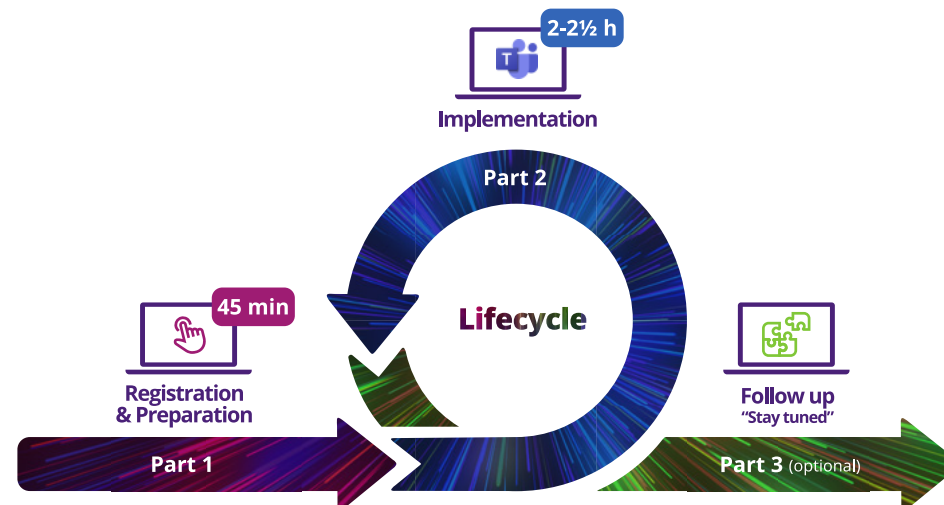 2-2½ h
T
Implementation
Part 2
Lifecycle
45 min
Registration
& Preparation
Part 1
Follow up
“Stay tuned”
Part 3 (optional)